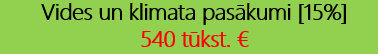 Vides un klimata pasākumi [15%]
540 tūkst. €